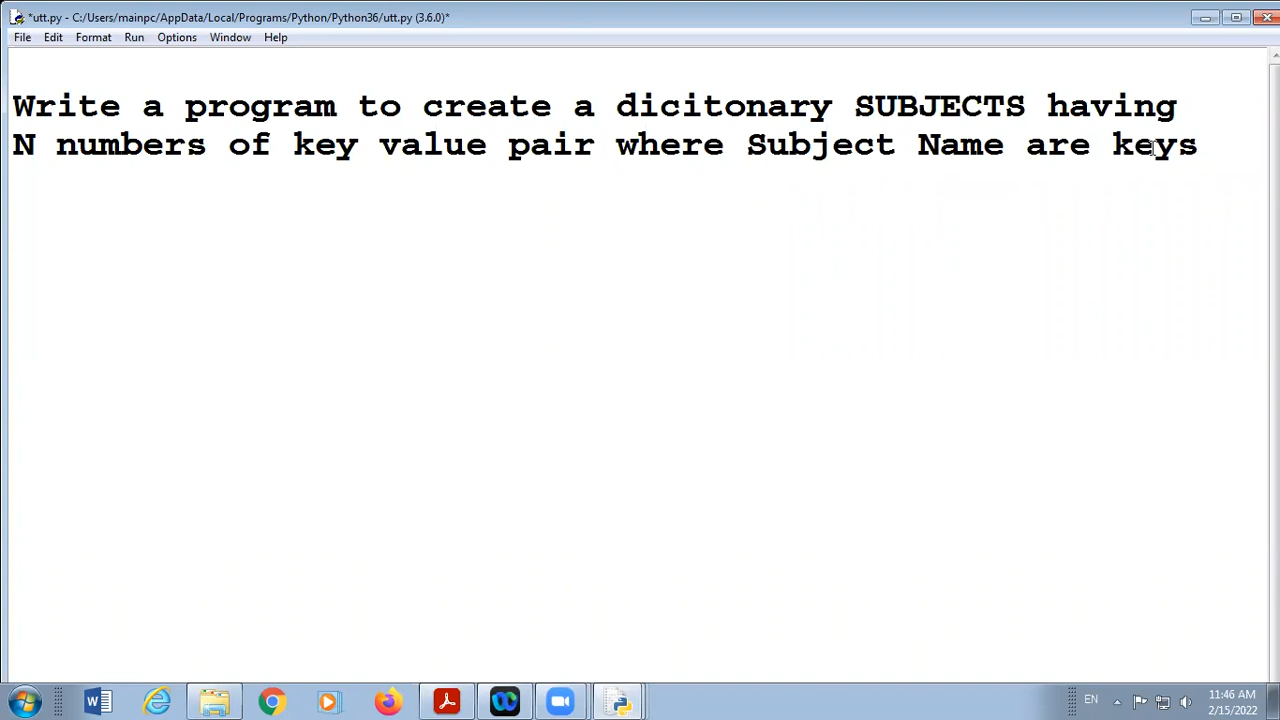 *utt.py - C:/Users/mainpc/AppData/Local/Programs/Python/Python36/utt.py (3.6.0)*
File Edit Format Run Options Window Help
Write a program to create a dicitonary SUBJECTS having
N numbers of key value pair where Subject Name are keys
EN
11:46 AM
2/15/2022